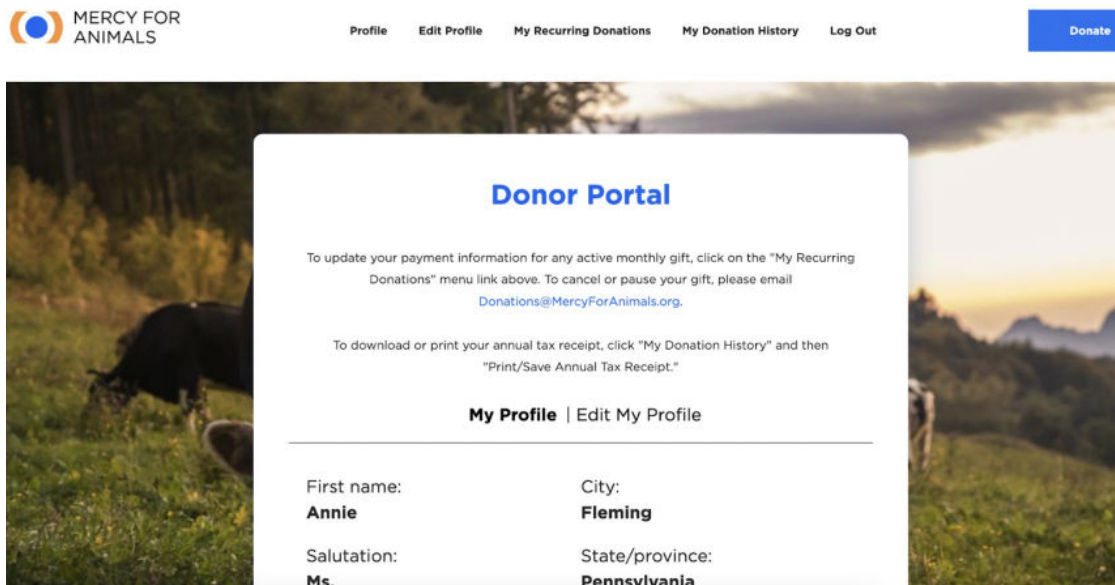 MERCY FOR
ANIMALS
Profile Edit Profile My Recurring Donations My Donation History Log Out Donate
Donor Portal
To update your payment information for any active monthly gift, click on the "My Recurring
Donations" menu link above. To cancel or pause your gift, please email
Donations@MercyForAnimals.org.
To download or print your annual tax receipt, click "My Donation History" and then
"Print/Save Annual Tax Receipt."
My Profile | Edit My Profile
First name: City:
Annie Fleming
Salutation: State/province:
Ms. Pennsylvania